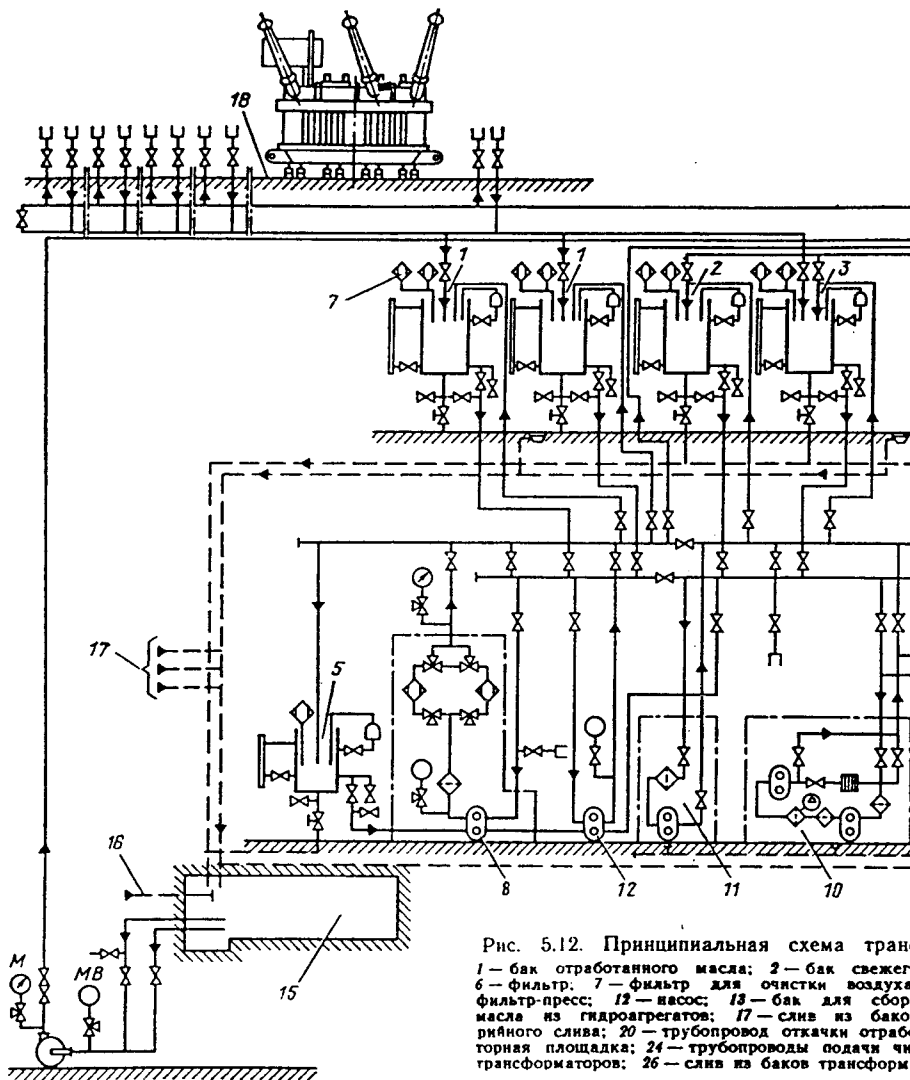 18
1
1
2
3
7
17
5
16
8
12
11
10
15
М
МВ
Рис. 5.12. Принципиальная схема тран
1 — бак отработанного масла; 2 — бак свежег
6 — фильтр; 7 — фильтр для очистки воздуха
фильтр-пресс; 12 — насос; 13 — бак для сбор
масла из гидроагрегатов; 17 — слив из бако
рийного слива; 20 — трубопровод откачки отрабо
торная площадка; 24 — трубопроводы подачи чи
трансформаторов; 26 — слив из баков трансформ